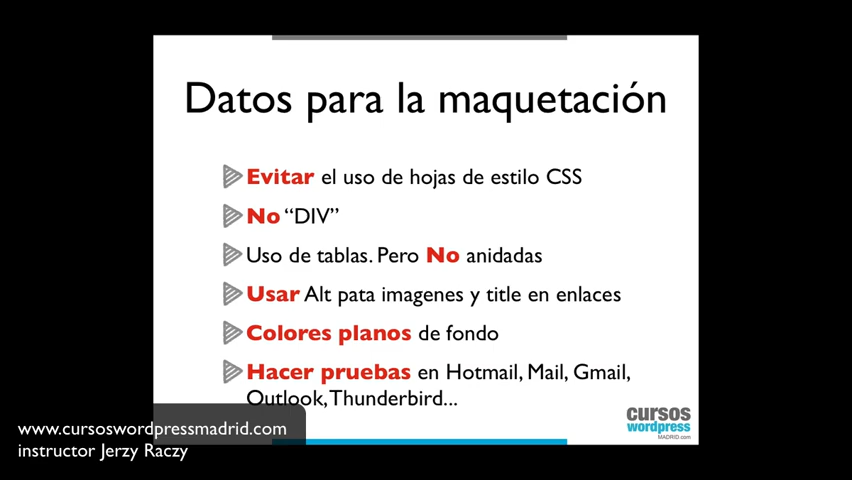 Datos para la maquetación
Evitar el uso de hojas de estilo CSS
No “DIV”
Uso de tablas. Pero No anidadas
Usar Alt pata imagenes y title en enlaces
Colores planos de fondo
Hacer pruebas en Hotmail, Mail, Gmail,
Outlook, Thunderbird...
cursos
wordpress
MADRID.com
www.cursoswordpressmadrid.com
instructor Jerzy Raczy